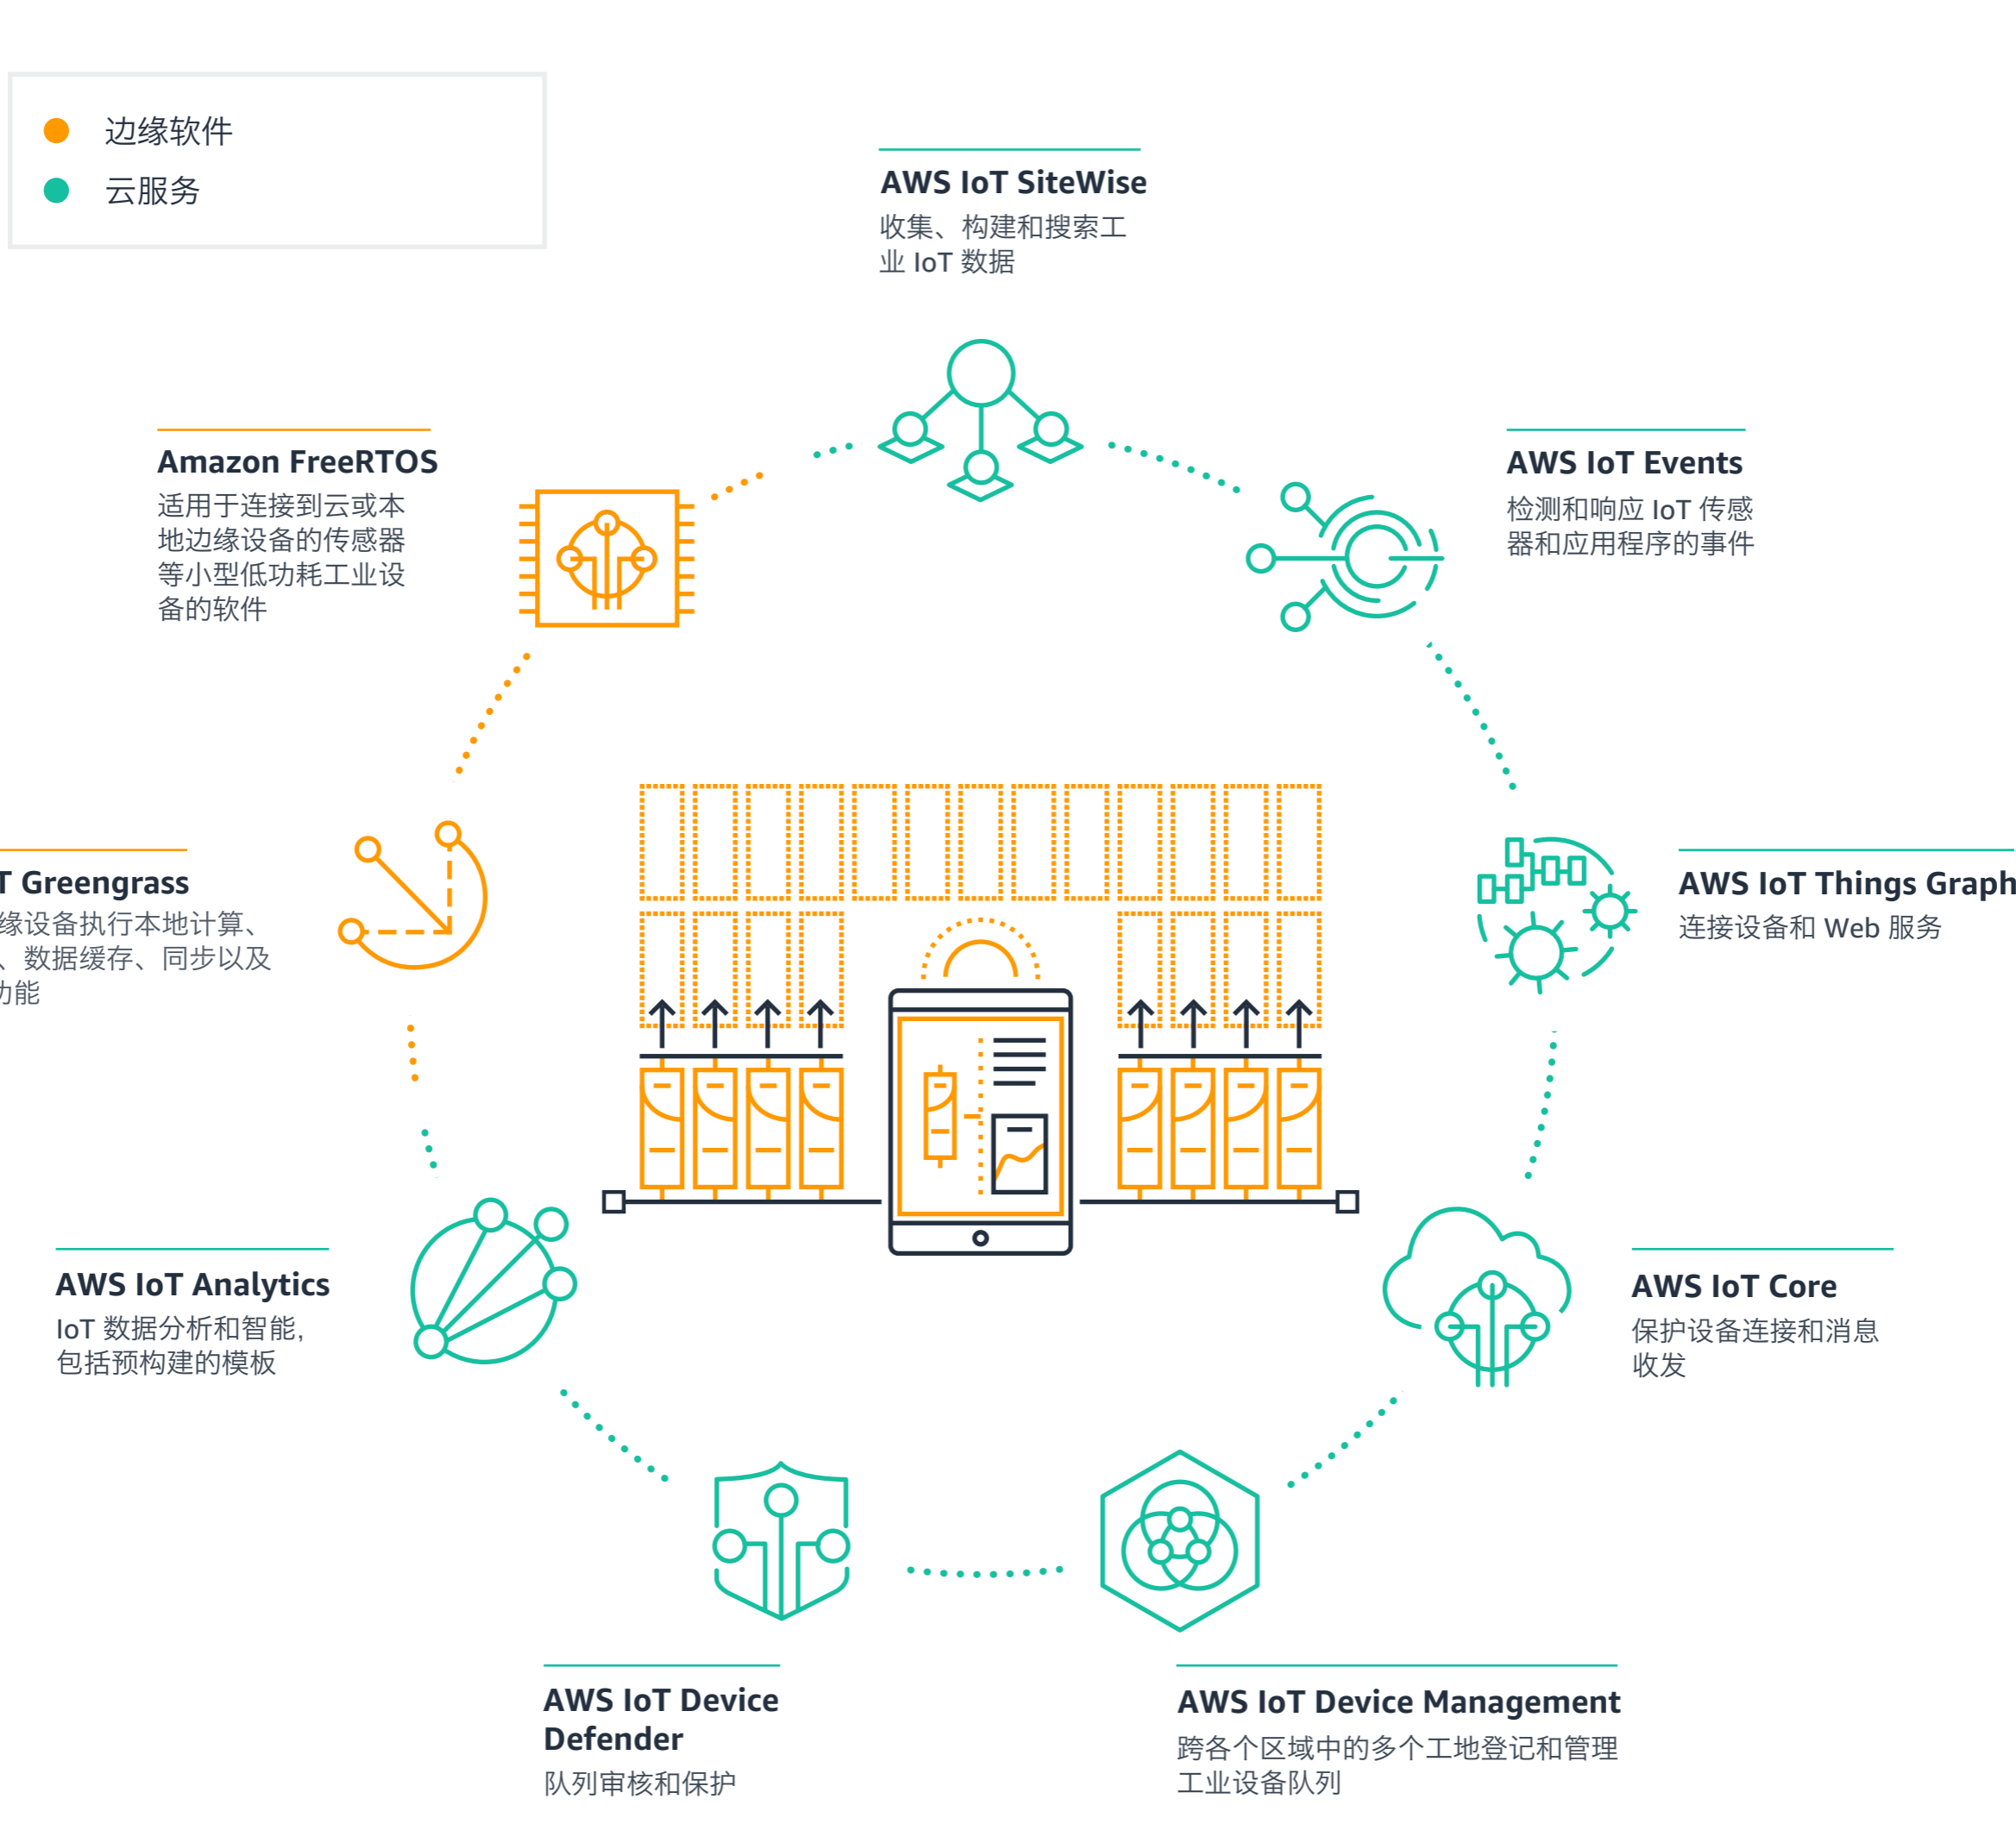 边缘软件
云服务
AWS IoT SiteWise
收集、构建和搜索工
业 IoT 数据
Amazon FreeRTOS
适用于连接到云或本
地边缘设备的传感器
等小型低功耗工业设
备的软件
AWS IoT Events
检测和响应 IoT 传感
器和应用程序的事件
T Greengrass
缘设备执行本地计算、
、数据缓存、同步以及
功能
AWS IoT Things Graph
连接设备和 Web 服务
AWS IoT Analytics
IoT 数据分析和智能,
包括预构建的模板
AWS IoT Core
保护设备连接和消息
收发
AWS IoT Device
Defender
队列审核和保护
AWS IoT Device Management
跨各个区域中的多个工地登记和管理
工业设备队列